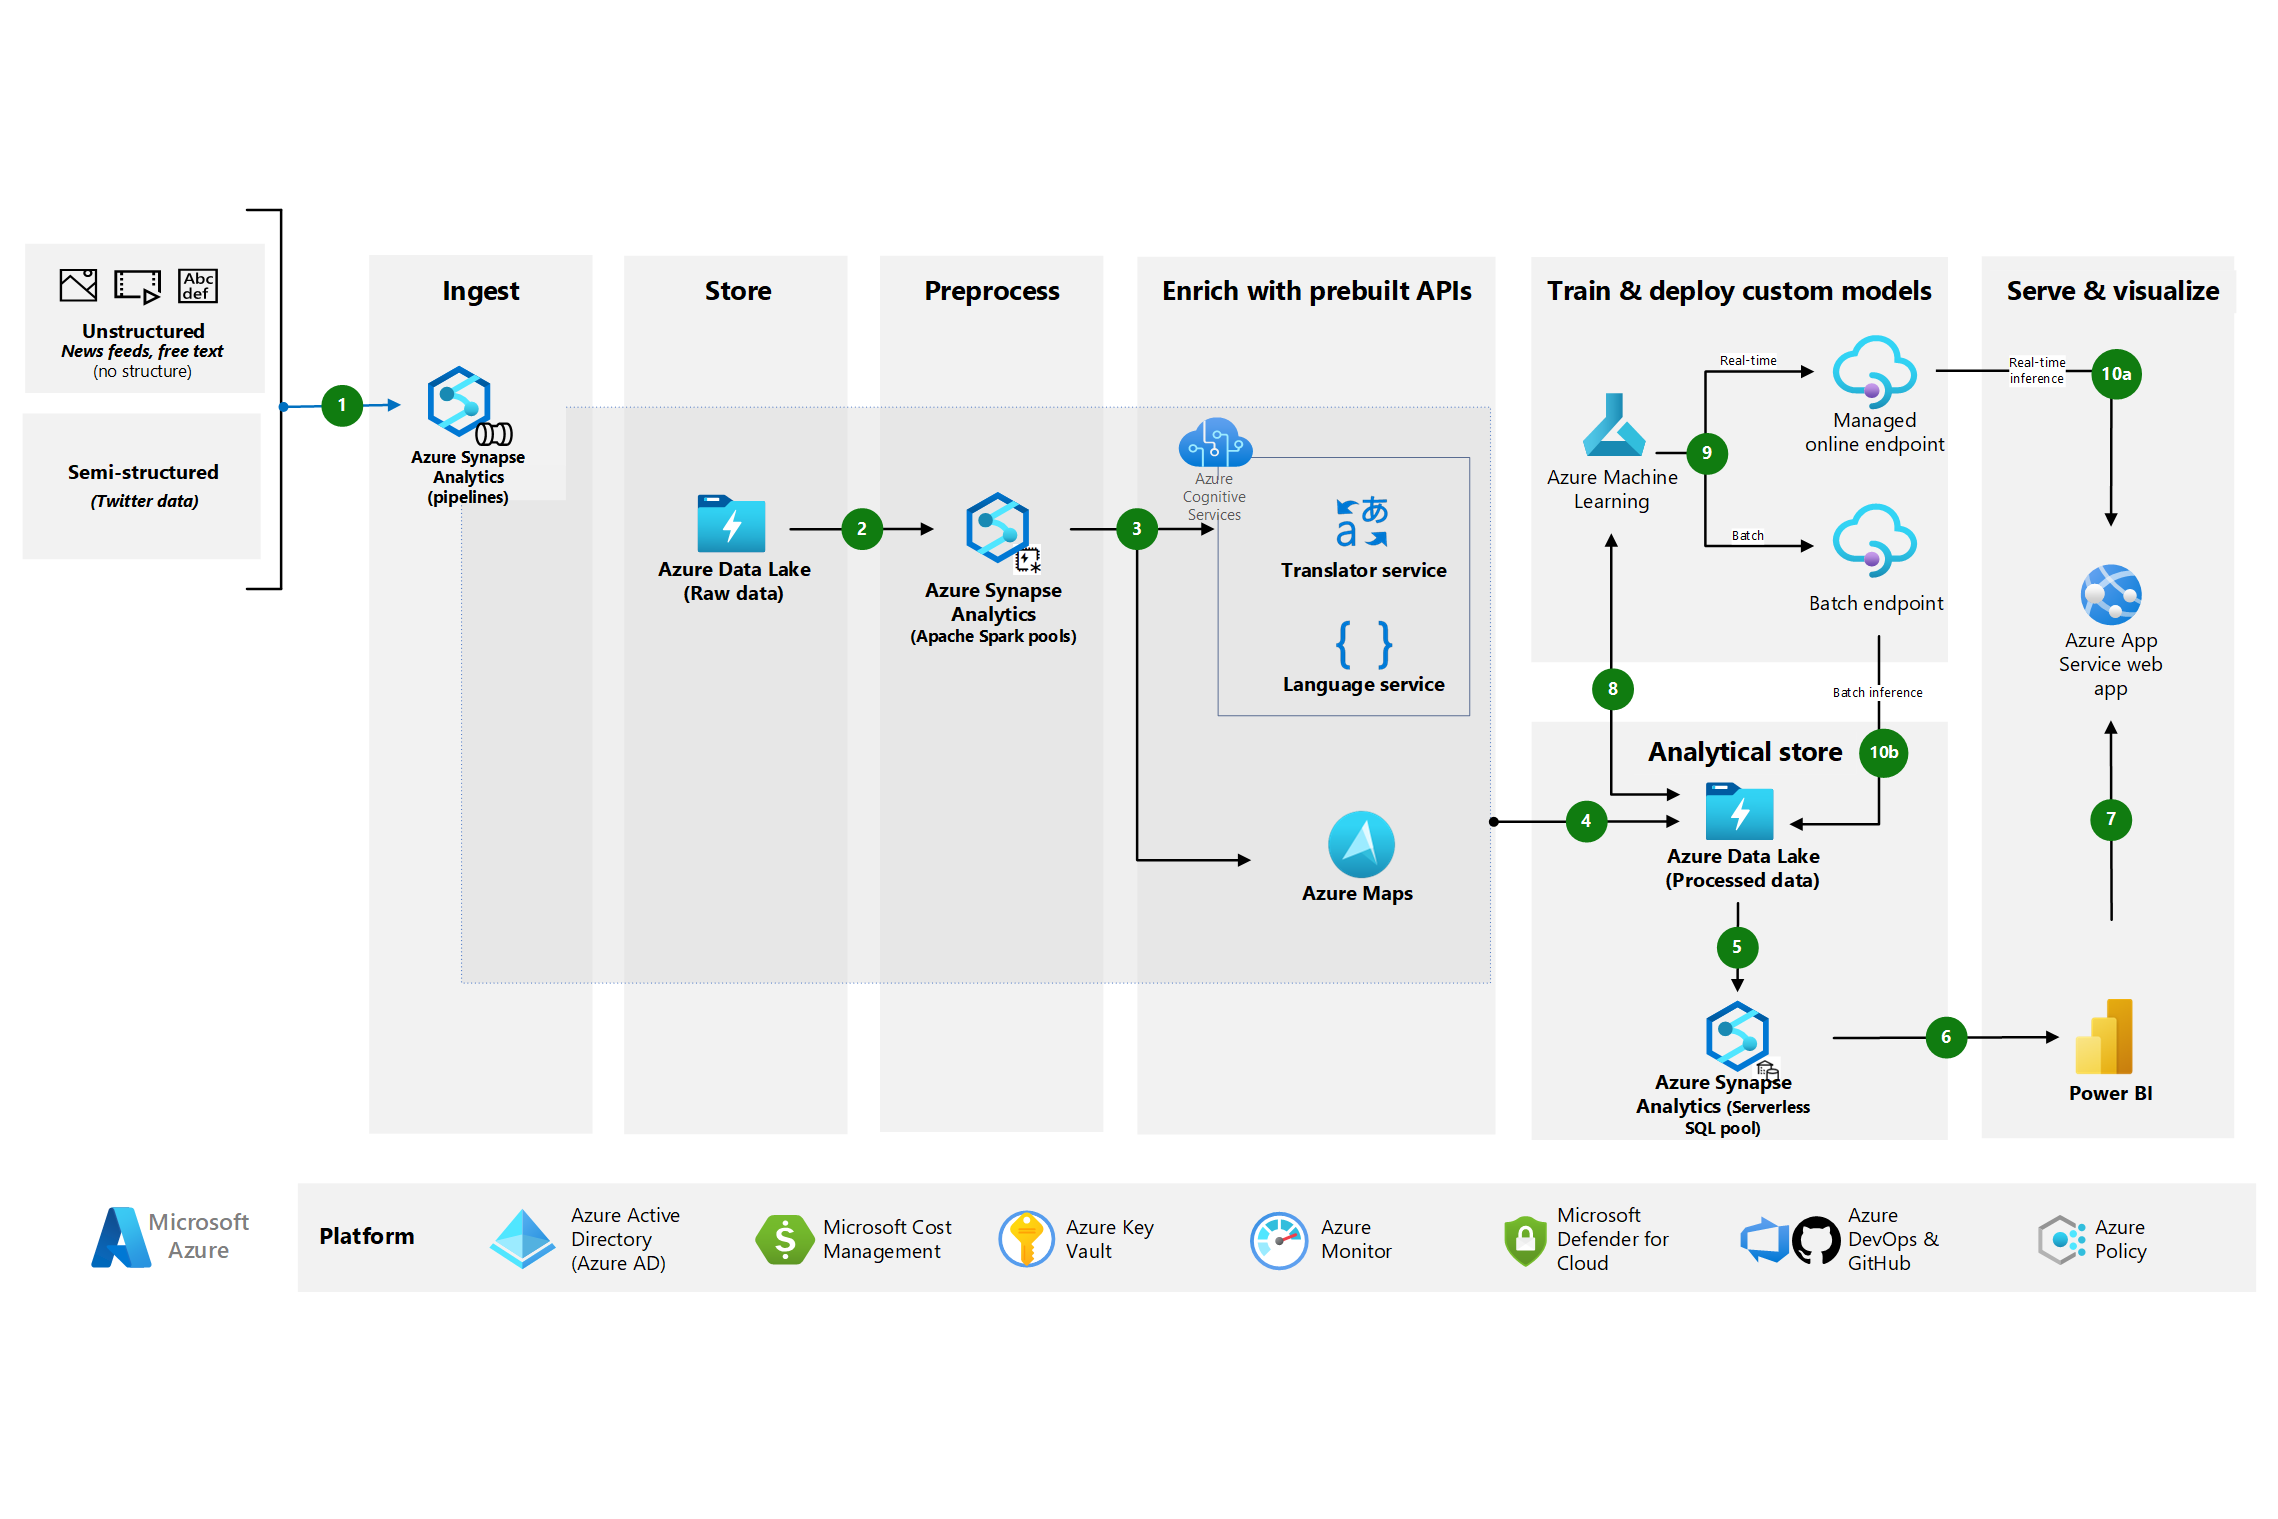 Abc
def
Unstructured
News feeds, free text
(no structure)
Semi-structured
(Twitter data)
1
Ingest
Azure Synapse
Analytics
(pipelines)
Store
Azure Data Lake
(Raw data)
2
Preprocess
Azure Synapse
Analytics
(Apache Spark pools)
3
Enrich with prebuilt APIs
Azure
Cognitive
Services
あ
a
Translator service
{ }
Language service
Azure Maps
4
Train & deploy custom models
Azure Machine
Learning
9
Real-time
Batch
Managed
online endpoint
Batch endpoint
8
Batch inference
10b
Analytical store
Azure Data Lake
(Processed data)
5
Azure Synapse
Analytics (Serverless
SQL pool)
6
Serve & visualize
Real-time
inference
10a
Azure App
Service web
app
7
Power BI
Microsoft
Azure
Platform
Azure Active
Directory
(Azure AD)
$
Microsoft Cost
Management
Azure Key
Vault
Azure
Monitor
Microsoft
Defender for
Cloud
Azure
DevOps &
GitHub
Azure
Policy